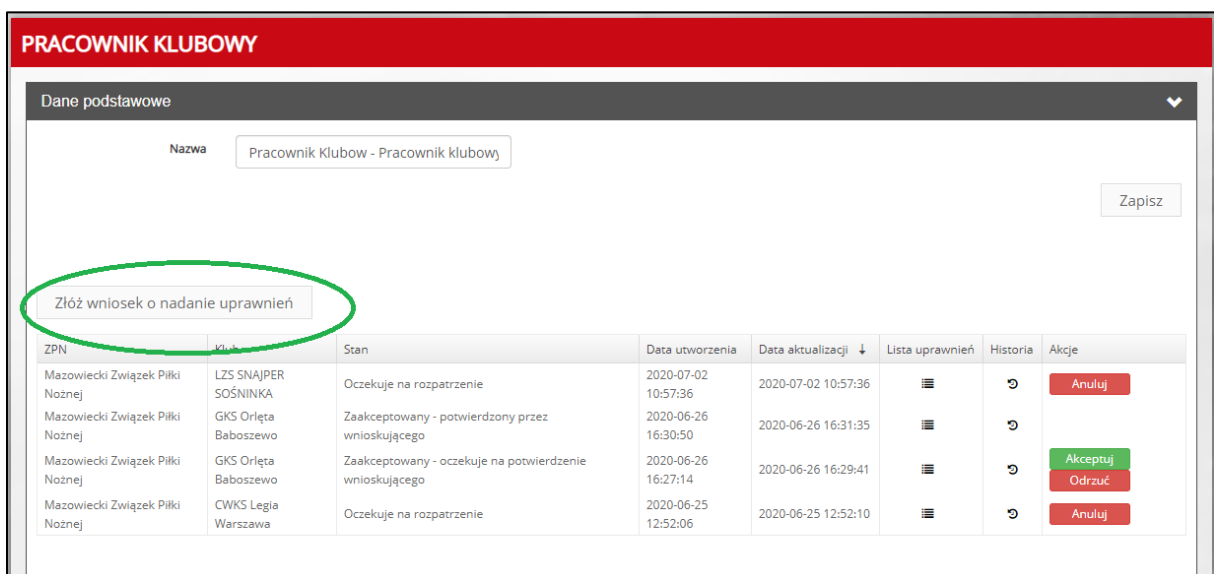 PRACOWNIK KLUBOWY
Dane podstawowe
Nazwa Pracownik Klubow - Pracownik klubowy
Zapisz
Złóż wniosek o nadanie uprawnień
ZPN Klub Stan Data utworzenia Data aktualizacji ↓ Lista uprawnień Historia Akcje
Mazowiecki Związek Piłki LZS SNAJPER 2020-07-02
Nożnej SOŚNINKA Oczekuje na rozpatrzenie 10:57:36 2020-07-02 10:57:36 Anuluj
Mazowiecki Związek Piłki GKS Orlęta Zaakceptowany - potwierdzony przez 2020-06-26
Nożnej Baboszewo wnioskującego 16:30:50 2020-06-26 16:31:35
Mazowiecki Związek Piłki GKS Orlęta Zaakceptowany - oczekuje na potwierdzenie 2020-06-26 Akceptuj
Nożnej Baboszewo wnioskującego 16:27:14 2020-06-26 16:29:41 Odrzuć
Mazowiecki Związek Piłki CWKS Legia 2020-06-25
Nożnej Warszawa Oczekuje na rozpatrzenie 12:52:06 2020-06-25 12:52:10 Anuluj